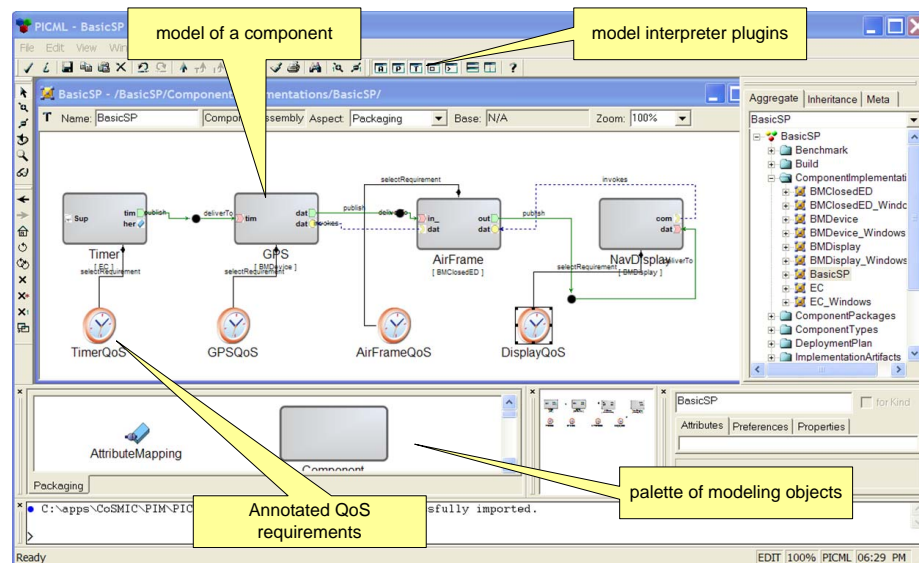 PICML - BasicSP
model of a component
model interpreter plugins
File Edit View
BasicSP - /BasicSP/
Name: BasicSP
Aspect: Packaging
Base: N/A
Zoom: 100%
Aggregate Inheritance Meta
BasicSP
BasicSP
Benchmark
Build
ComponentImplementati
BMClosedED
BMClosedED_Windc
BMDevice
BMDevice_Windows
BMDisplay
BMDisplay_Windows
BasicSP
EC
EC_Windows
ComponentPackages
ComponentTypes
DeploymentPlan
ImplementationArtifacts
selectRequirement
invokes
Sup
tim
her
publish
deliverTo
tim
dat
dat
publish
invokes
in_
dat
out
dat
publish
com
dat
deliverTo
Timer
[ EC ]
GPS
[ BMDevice ]
AirFrame
[ BMClosedED ]
NavDisplay
[ BMDisplay ]
selectRequirement
selectRequirement
selectRequirement
TimerQoS
GPSQoS
AirFrameQoS
DisplayQoS
AttributeMapping
Component
Packaging
BasicSP
for Kind
Attributes Preferences Properties
Annotated QoS
requirements
palette of modeling objects
C:\apps\CoSMIC\PIM\PIC
sfully imported.
>
Ready
EDIT 100% PICML 06:29 PM